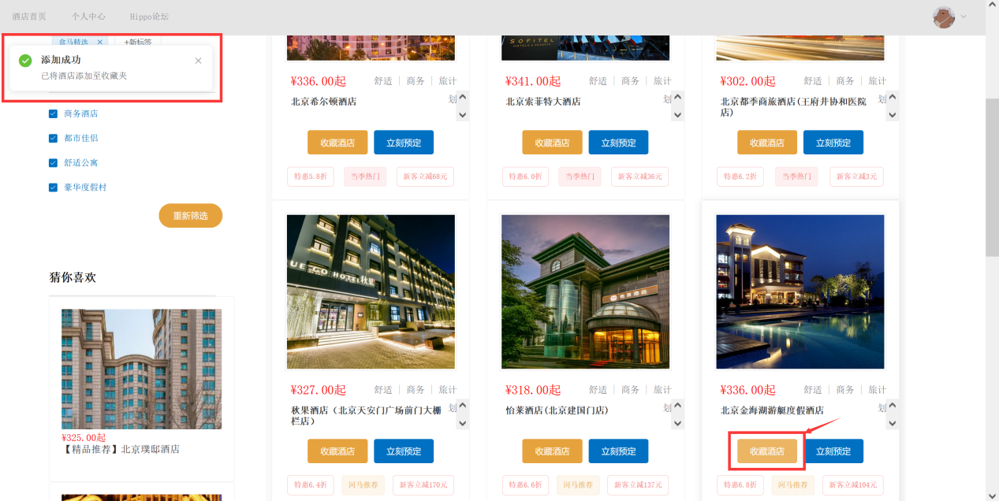 酒店首页 个人中心 Hippo论坛
盒马精选 × +新标签
添加成功
已将酒店添加至收藏夹
商务酒店
都市佳侣
舒适公寓
豪华度假村
重新筛选
猜你喜欢
¥325.00起
【精品推荐】北京璞邸酒店
SOFITEL
¥336.00起 舒适 商务 旅计划
北京希尔顿酒店
收藏酒店 立刻预定
特惠5.8折 当季热门 新客立减68元
¥341.00起 舒适 商务 旅计划
北京索菲特大酒店
收藏酒店 立刻预定
特惠6.0折 当季热门 新客立减36元
¥302.00起 舒适 商务 旅计划
北京都季商旅酒店(王府井协和医院
店)
收藏酒店 立刻预定
特惠6.2折 当季热门 新客立减3元
HOTEL 秋果
¥327.00起 舒适 商务 旅计划
秋果酒店（北京天安门广场前门大栅
栏店）
收藏酒店 立刻预定
特惠6.4折 河马推荐 新客立减170元
¥318.00起 舒适 商务 旅计划
怡莱酒店(北京建国门店)
收藏酒店 立刻预定
特惠6.6折 河马推荐 新客立减137元
¥336.00起 舒适 商务 旅计划
北京金海湖游艇度假酒店
收藏酒店 立刻预定
特惠6.8折 河马推荐 新客立减104元